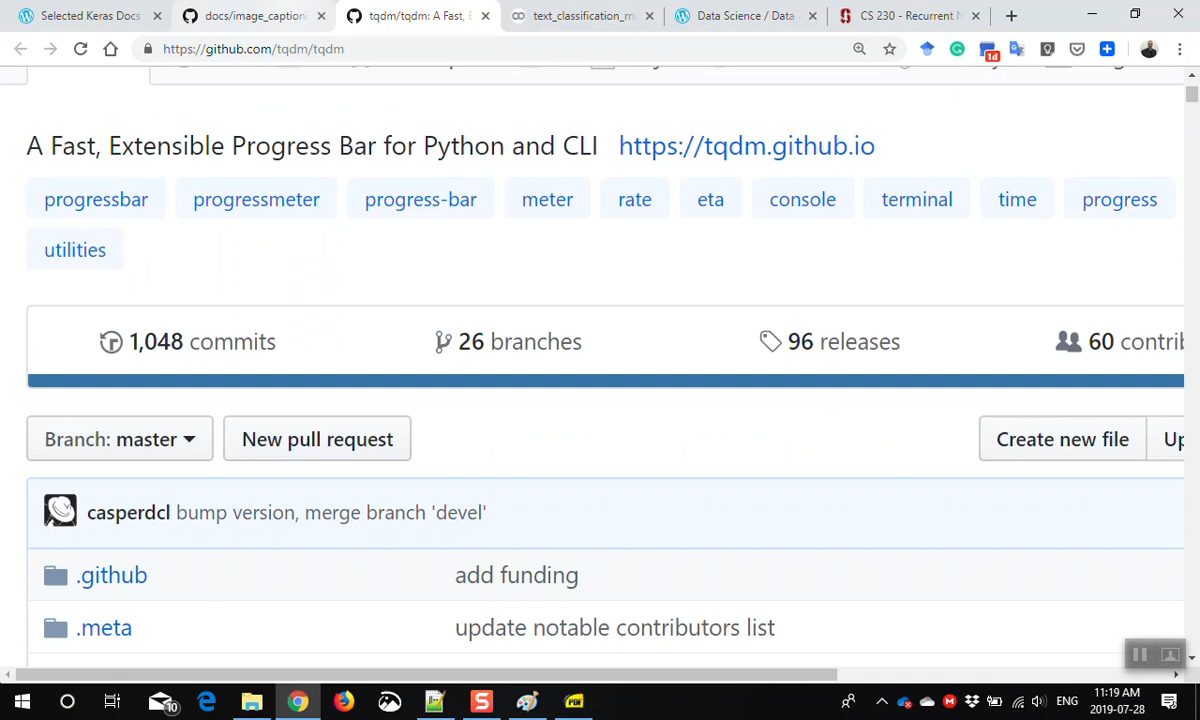 Selected Keras Docs
docs/image_caption
tqdm/tqdm: A Fast, E
text_classification_rn
Data Science / Data
CS 230 - Recurrent N
https://github.com/tqdm/tqdm
1d
A Fast, Extensible Progress Bar for Python and CLI https://tqdm.github.io
progressbar progressmeter progress-bar meter rate eta console terminal time progress
utilities
1,048 commits 26 branches 96 releases 60 contrib
Branch: master New pull request Create new file Up
casperdcl bump version, merge branch 'devel'
.github add funding
.meta update notable contributors list
10
S
PDF
M
ENG
11:19 AM
2019-07-28